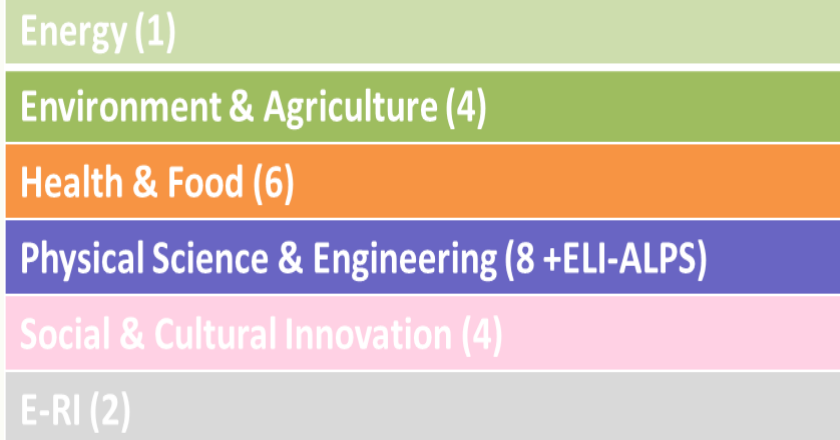 Energy (1)
Environment & Agriculture (4)
Health & Food (6)
Physical Science & Engineering (8 +ELI-ALPS)
Social & Cultural Innovation (4)
E-RI (2)